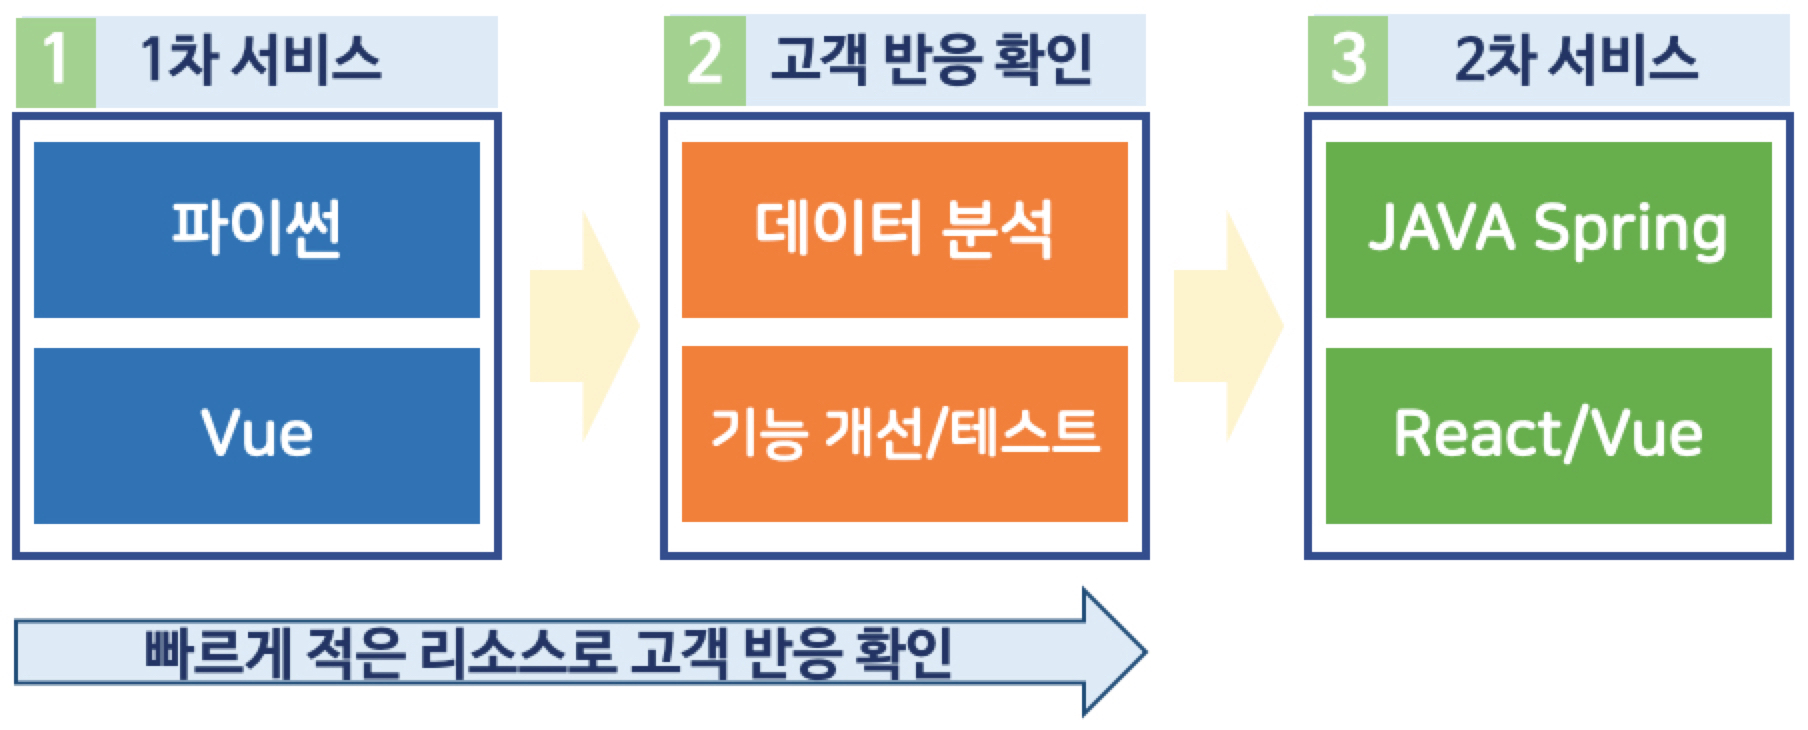 1 1차 서비스
파이썬
Vue
2 고객 반응 확인
데이터 분석
기능 개선/테스트
3 2차 서비스
JAVA Spring
React/Vue
빠르게 적은 리소스로 고객 반응 확인